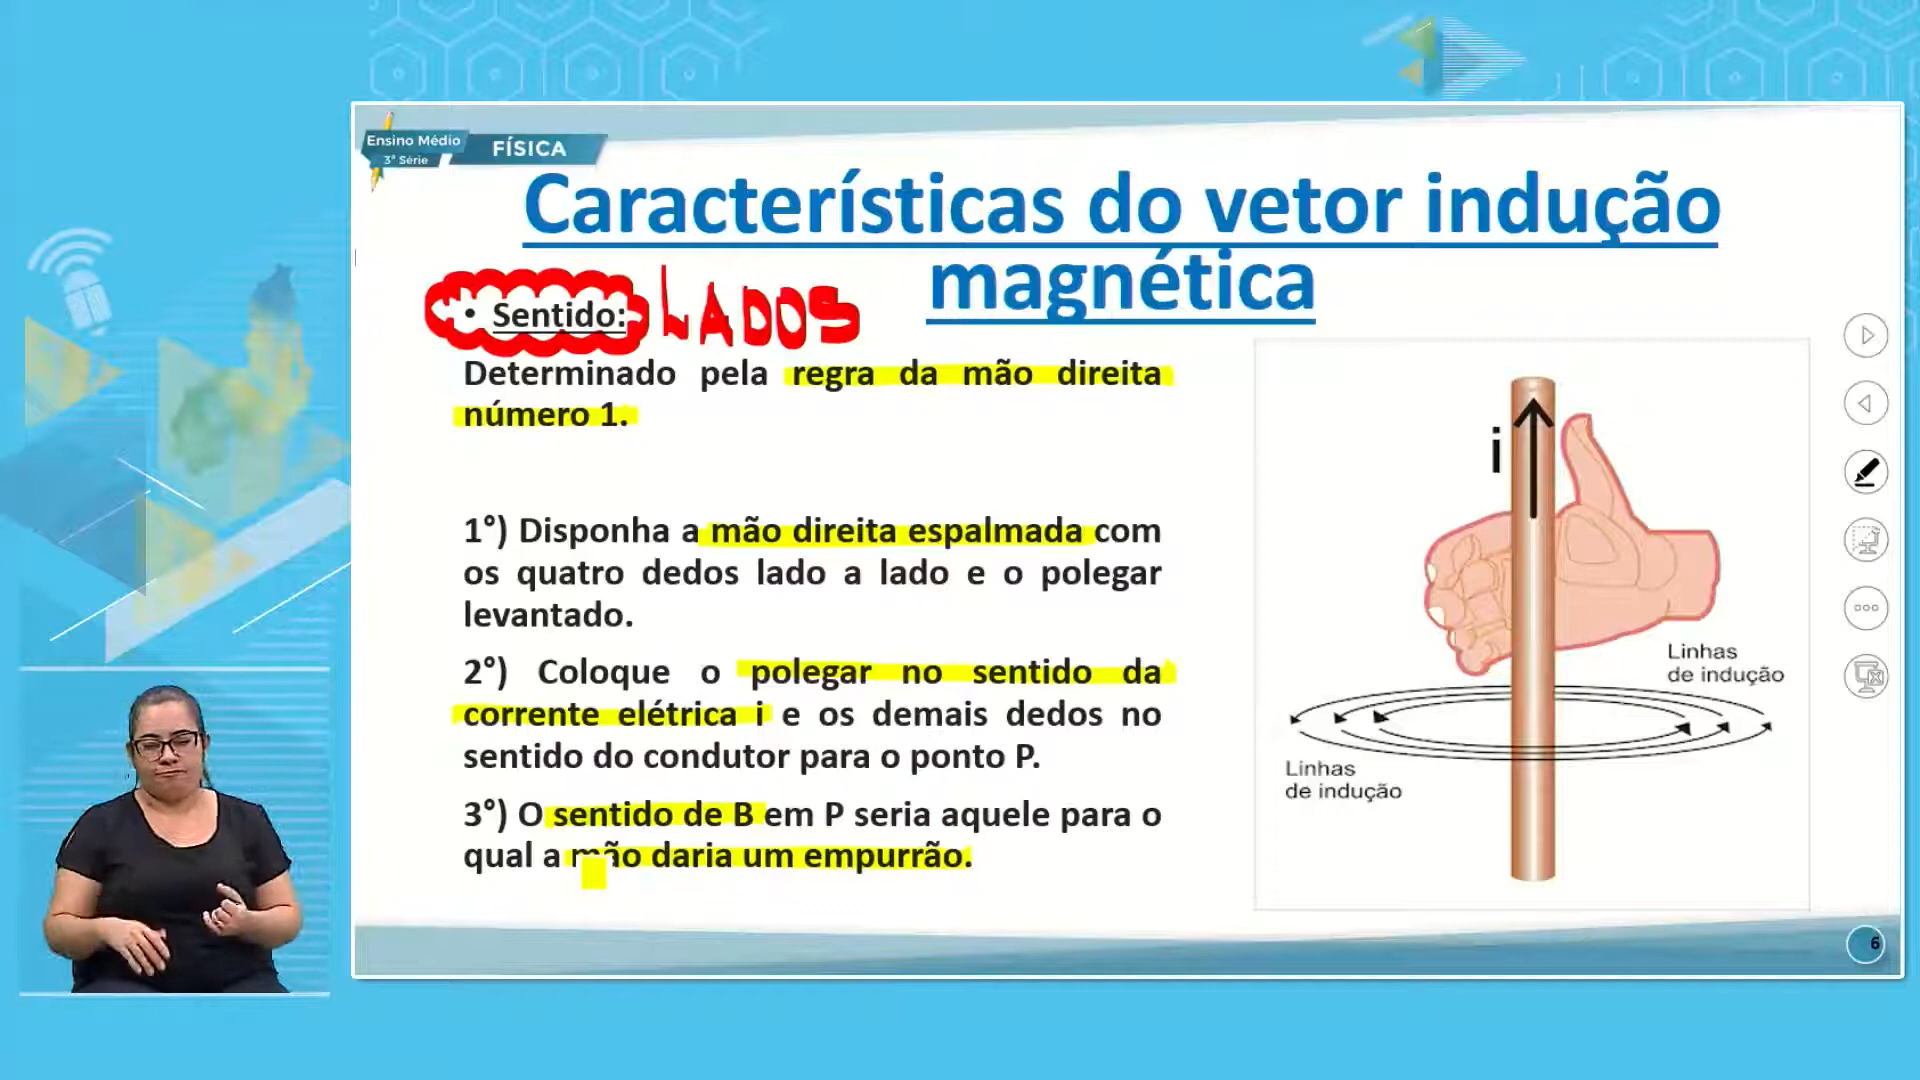 Ensino Médio
3ª Série
FÍSICA
Características do vetor indução
magnética
• Sentido: LADOS
Determinado pela regra da mão direita
número 1.
1°) Disponha a mão direita espalmada com
os quatro dedos lado a lado e o polegar
levantado.
2°) Coloque o polegar no sentido da
corrente elétrica i e os demais dedos no
sentido do condutor para o ponto P.
3°) O sentido de B em P seria aquele para o
qual a mão daria um empurrão.
i
Linhas
de indução
Linhas
de indução
6